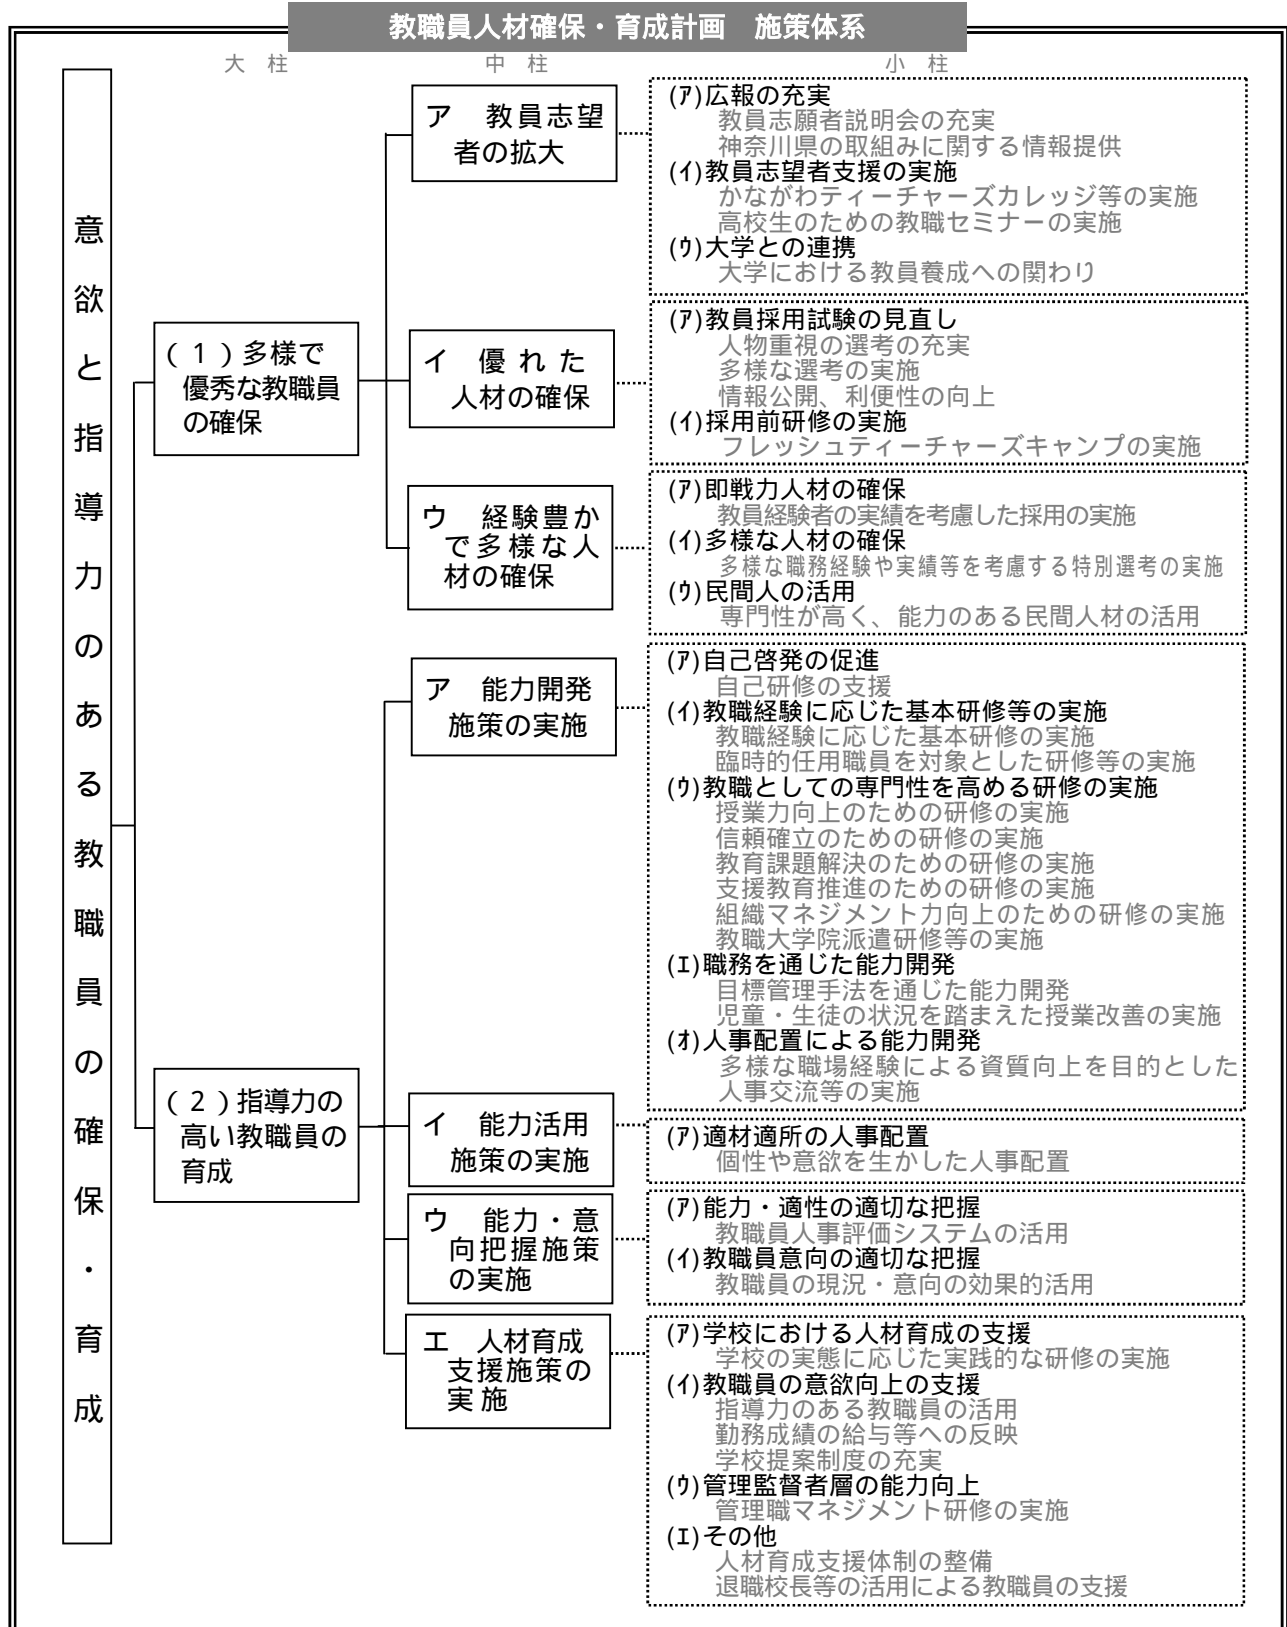 教職員人材確保・育成計画　施策体系
大　柱
中　柱
小　柱
意欲と指導力のある教職員の確保・育成
(１)多様で
優秀な教職員
の確保
ア　教員志望
者の拡大
(ｱ)広報の充実
教員志願者説明会の充実
神奈川県の取組みに関する情報提供
(ｲ)教員志望者支援の実施
かながわティーチャーズカレッジ等の実施
高校生のための教職セミナーの実施
(ｳ)大学との連携
大学における教員養成への関わり
イ　優れた
人材の確保
(ｱ)教員採用試験の見直し
人物重視の選考の充実
多様な選考の実施
情報公開、利便性の向上
(ｲ)採用前研修の実施
フレッシュティーチャーズキャンプの実施
ウ　経験豊か
で多様な人
材の確保
(ｱ)即戦力人材の確保
教員経験者の実績を考慮した採用の実施
(ｲ)多様な人材の確保
多様な職務経験や実績等を考慮する特別選考の実施
(ｳ)民間人の活用
専門性が高く、能力のある民間人材の活用
(２)指導力の
高い教職員の
育成
ア　能力開発
施策の実施
(ｱ)自己啓発の促進
自己研修の支援
(ｲ)教職経験に応じた基本研修等の実施
教職経験に応じた基本研修の実施
臨時的任用職員を対象とした研修等の実施
(ｳ)教職としての専門性を高める研修の実施
授業力向上のための研修の実施
信頼確立のための研修の実施
教育課題解決のための研修の実施
支援教育推進のための研修の実施
組織マネジメント力向上のための研修の実施
教職大学院派遣研修等の実施
(ｴ)職務を通じた能力開発
目標管理手法を通じた能力開発
児童・生徒の状況を踏まえた授業改善の実施
(ｵ)人事配置による能力開発
多様な職場経験による資質向上を目的とした
人事交流等の実施
イ　能力活用
施策の実施
(ｱ)適材適所の人事配置
個性や意欲を生かした人事配置
ウ　能力・意
向把握施策
の実施
(ｱ)能力・適性の適切な把握
教職員人事評価システムの活用
(ｲ)教職員意向の適切な把握
教職員の現況・意向の効果的活用
エ　人材育成
支援施策の
実施
(ｱ)学校における人材育成の支援
学校の実態に応じた実践的な研修の実施
(ｲ)教職員の意欲向上の支援
指導力のある教職員の活用
勤務成績の給与等への反映
学校提案制度の充実
(ｳ)管理監督者層の能力向上
管理職マネジメント研修の実施
(ｴ)その他
人材育成支援体制の整備
退職校長等の活用による教職員の支援